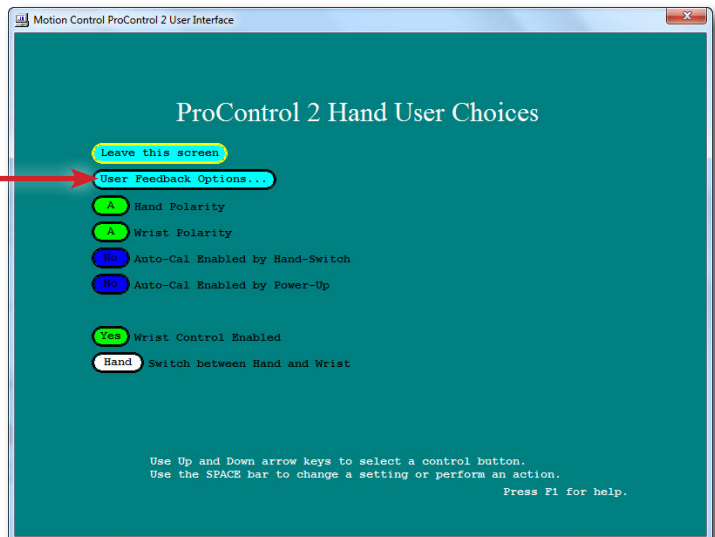 Motion Control ProControl 2 User Interface
ProControl 2 Hand User Choices
Leave this screen
User Feedback Options...
A Hand Polarity
A Wrist Polarity
No Auto-Cal Enabled by Hand-Switch
No Auto-Cal Enabled by Power-Up
Yes Wrist Control Enabled
Hand Switch between Hand and Wrist
Use Up and Down arrow keys to select a control button.
Use the SPACE bar to change a setting or perform an action.
Press F1 for help.